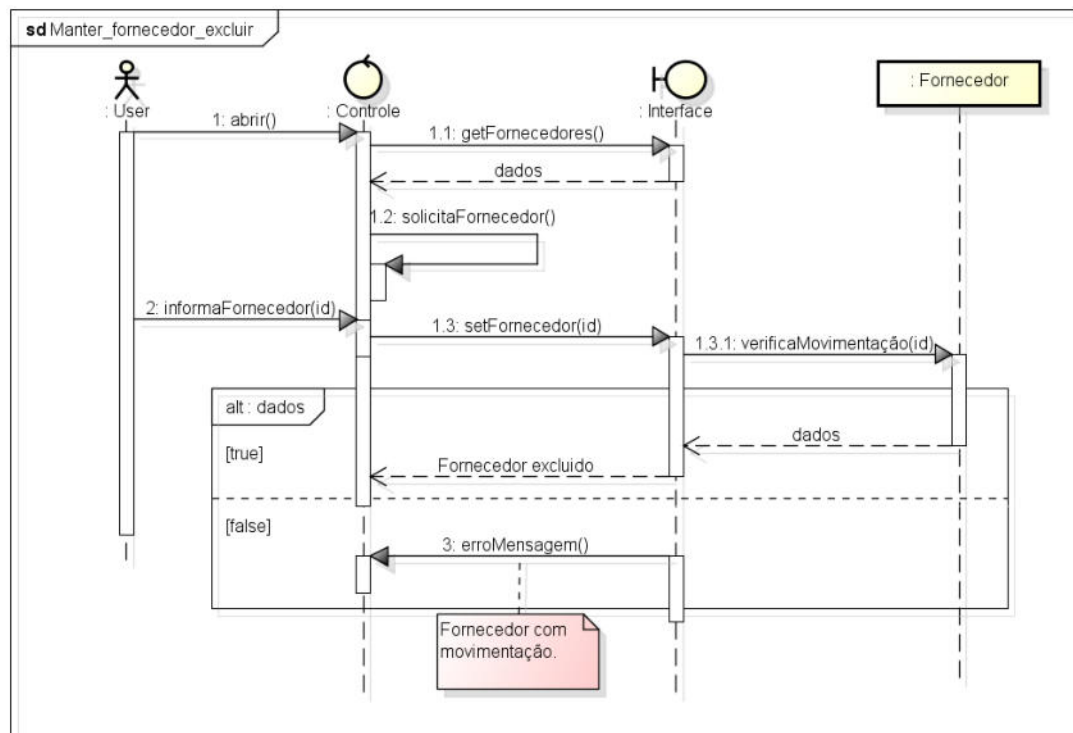 sd Manter_fornecedor_excluir
: User
: Controle
: Interface
: Fornecedor
1: abrir()
1.1: getFornecedores()
dados
1.2: solicitaFornecedor()
2: informaFornecedor(id)
1.3: setFornecedor(id)
1.3.1: verificaMovimentação(id)
alt : dados
dados
[true]
Fornecedor excluido
[false]
3: erroMensagem()
Fornecedor com
movimentação.